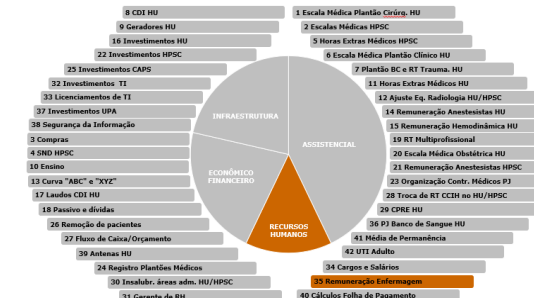 8 CDI HU
9 Geradores HU
16 Investimentos HU
22 Investimentos HPSC
25 Investimentos CAPS
32 Investimentos TI
33 Licenciamentos de TI
37 Investimentos UPA
38 Segurança da Informação
3 Compras
4 SND HPSC
10 Ensino
13 Curva "ABC" e "XYZ"
17 Laudos CDI HU
18 Passivo e dívidas
26 Remoção de pacientes
27 Fluxo de Caixa/Orçamento
39 Antenas HU
24 Registro Plantões Médicos
30 Insalubr. áreas adm. HU/HPSC
31 Gerente de RH
INFRAESTRUTURA
ASSISTENCIAL
ECONÔMICO
FINANCEIRO
RECURSOS
HUMANOS
1 Escala Médica Plantão Cirúrg. HU
2 Escalas Médicas HPSC
5 Horas Extras Médicos HPSC
6 Escala Médica Plantão Clínico HU
7 Plantão BC e RT Trauma. HU
11 Horas Extras Médicos HU
12 Ajuste Eq. Radiologia HU/HPSC
14 Remuneração Anestesistas HU
15 Remuneração Hemodinâmica HU
19 RT Multiprofissional
20 Escala Médica Obstétrica HU
21 Remuneração Anestesistas HPSC
23 Organização Contr. Médicos PJ
28 Troca de RT CCIH no HU/HPSC
29 CPRE HU
36 PJ Banco de Sangue HU
41 Média de Permanência
42 UTI Adulto
34 Cargos e Salários
35 Remuneração Enfermagem
40 Cálculos Folha de Pagamento